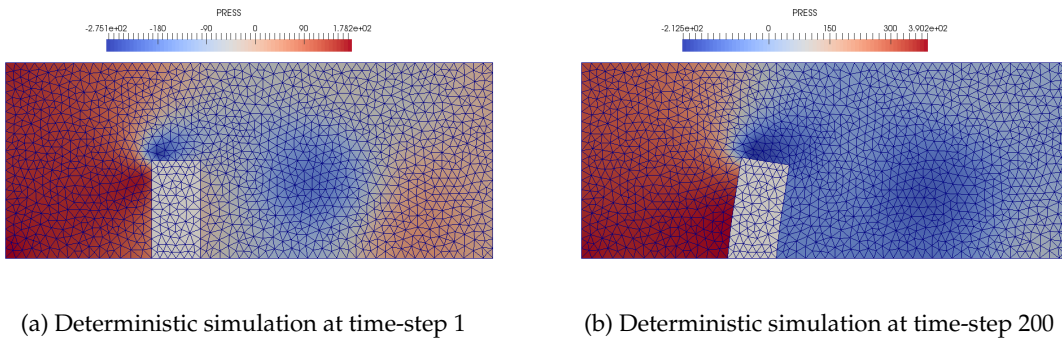 PRESS
-2.751e+02 -180 -90 0 90 1.782e+02
PRESS
-2.125e+02 0 150 300 3.902e+02
(a) Deterministic simulation at time-step 1
(b) Deterministic simulation at time-step 200